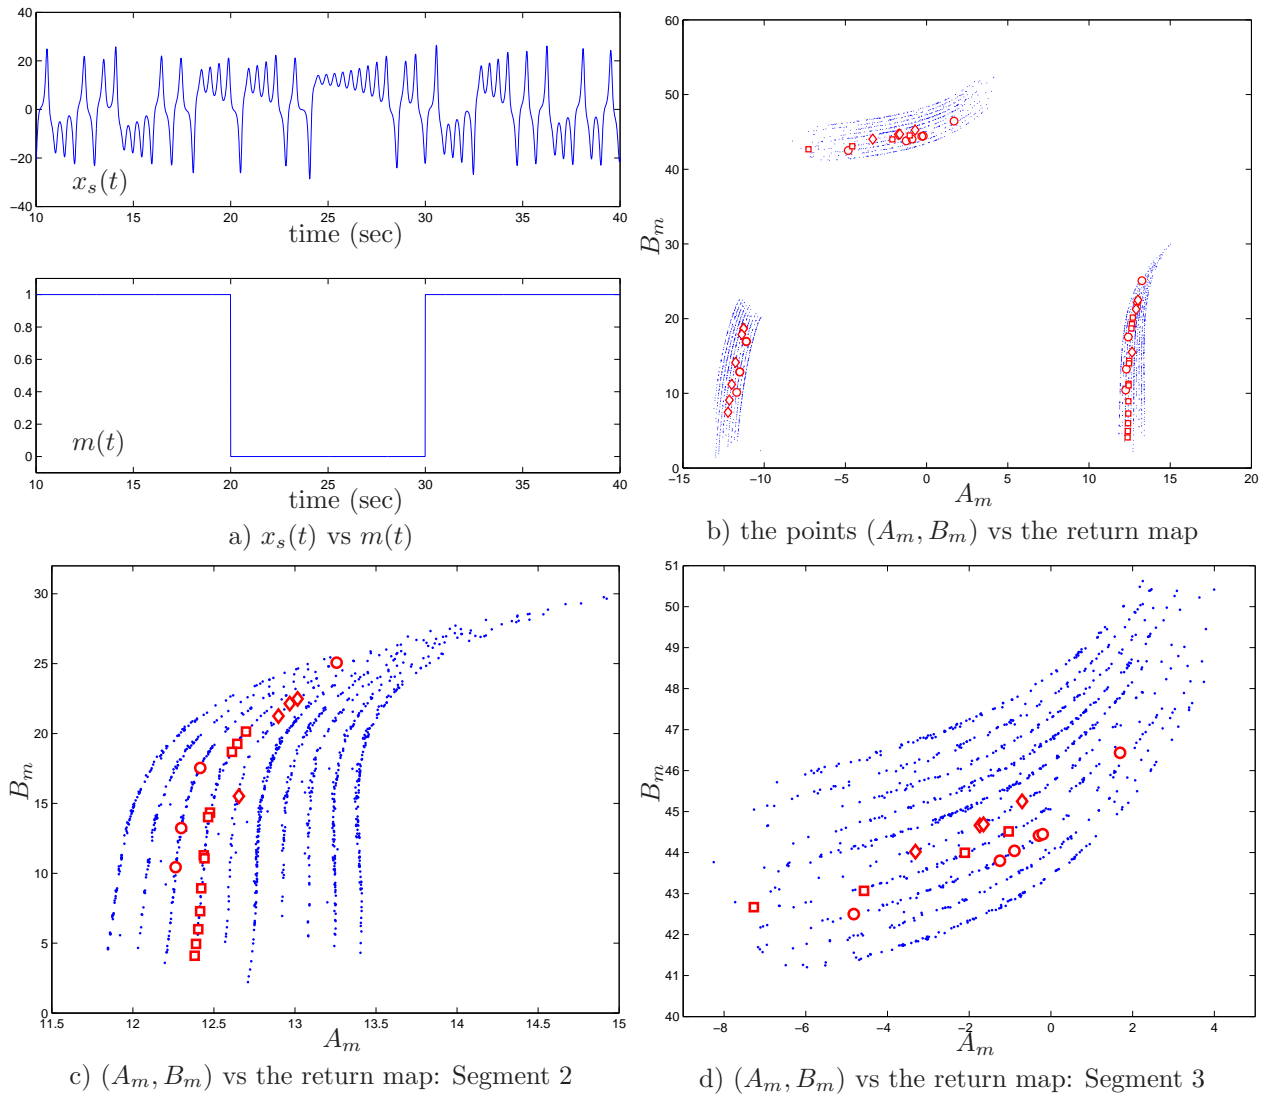 40
20
0
−20
−40
x_s(t)
10 15 20 25 30 35 40
time (sec)
1
0.8
0.6
0.4
0.2
0
m(t)
10 15 20 25 30 35 40
time (sec)
a) x_s(t) vs m(t)
60
50
40
30
20
10
0
B_m
−15 −10 −5 0 5 10 15 20
A_m
b) the points (A_m, B_m) vs the return map
30
25
20
15
10
5
0
B_m
11.5 12 12.5 13 13.5 14 14.5 15
A_m
c) (A_m, B_m) vs the return map: Segment 2
51
50
49
48
47
46
45
44
43
42
41
40
B_m
−8 −6 −4 −2 0 2 4
A_m
d) (A_m, B_m) vs the return map: Segment 3